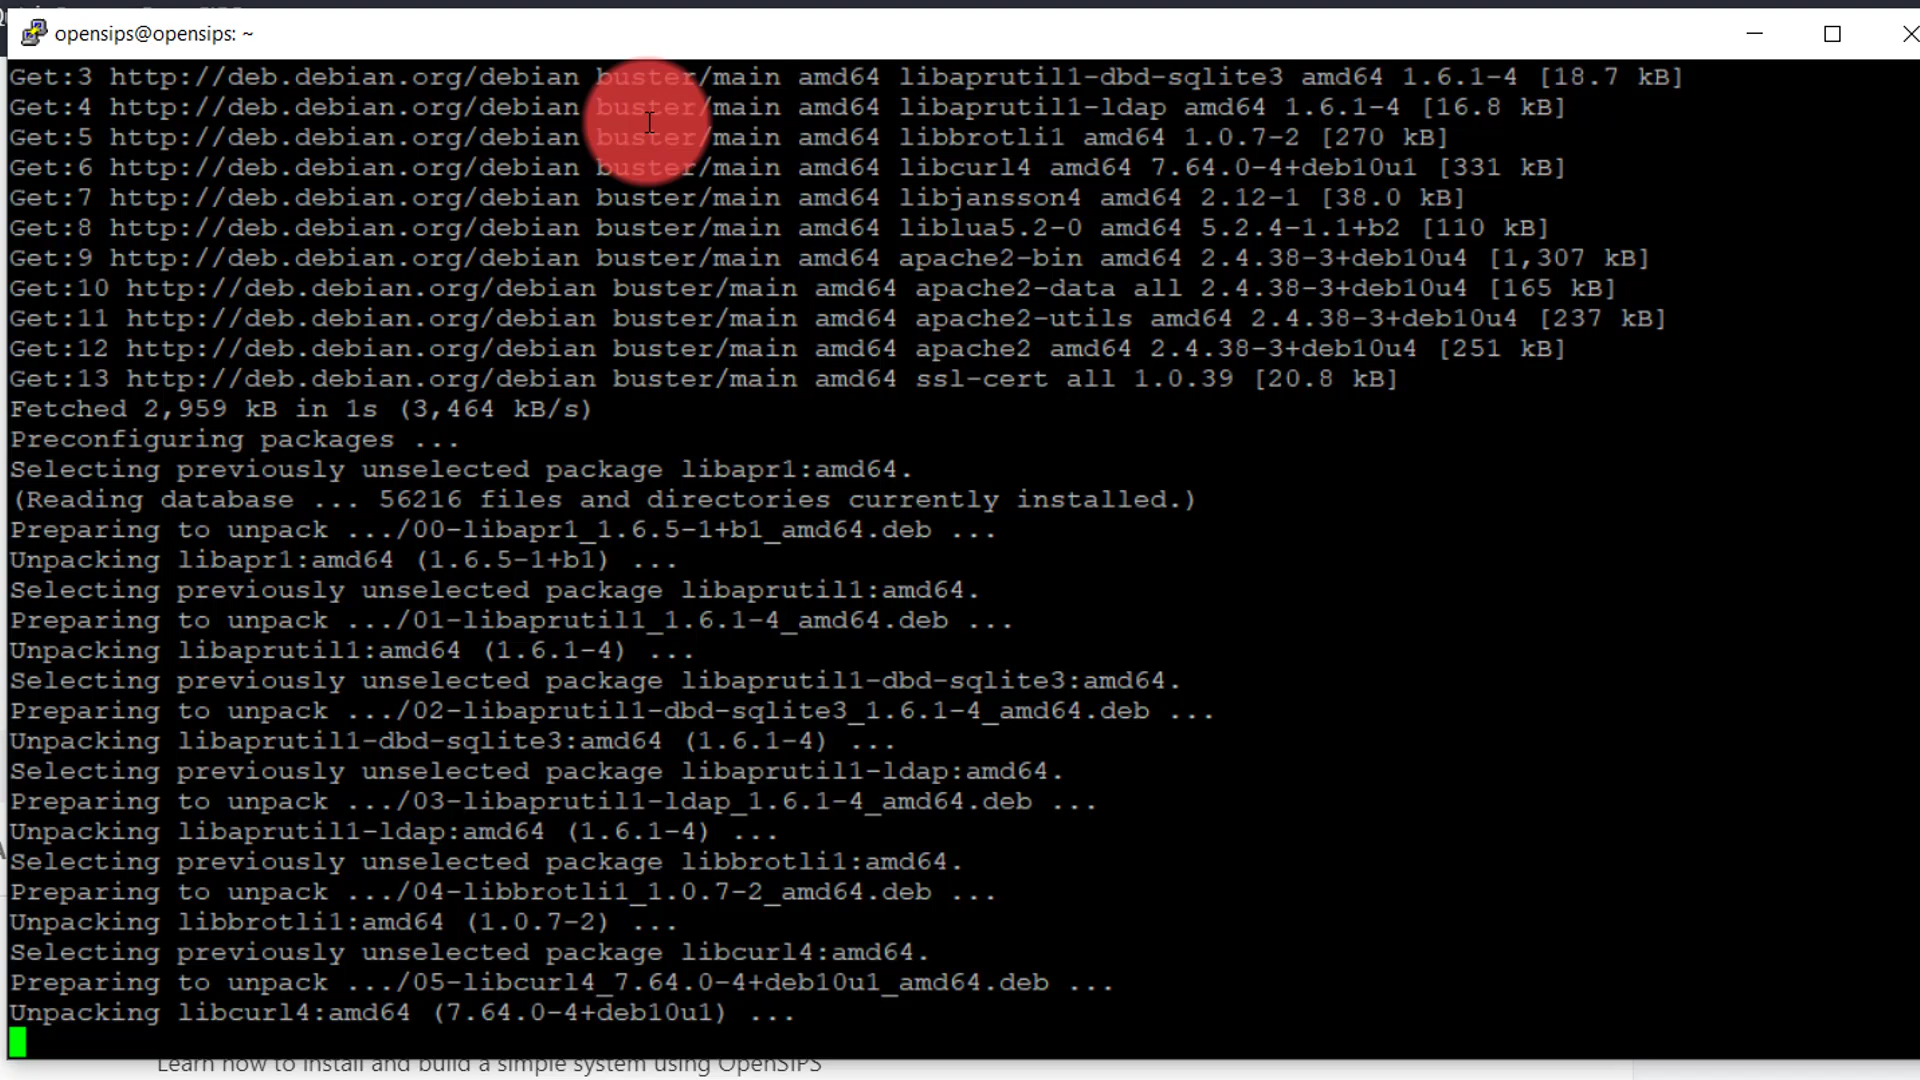 opensips@opensips: ~
Get:3 http://deb.debian.org/debian buster/main amd64 libaprutil1-dbd-sqlite3 amd64 1.6.1-4 [18.7 kB]
Get:4 http://deb.debian.org/debian buster/main amd64 libaprutil1-ldap amd64 1.6.1-4 [16.8 kB]
Get:5 http://deb.debian.org/debian buster/main amd64 libbrotli1 amd64 1.0.7-2 [270 kB]
Get:6 http://deb.debian.org/debian buster/main amd64 libcurl4 amd64 7.64.0-4+deb10u1 [331 kB]
Get:7 http://deb.debian.org/debian buster/main amd64 libjansson4 amd64 2.12-1 [38.0 kB]
Get:8 http://deb.debian.org/debian buster/main amd64 liblua5.2-0 amd64 5.2.4-1.1+b2 [110 kB]
Get:9 http://deb.debian.org/debian buster/main amd64 apache2-bin amd64 2.4.38-3+deb10u4 [1,307 kB]
Get:10 http://deb.debian.org/debian buster/main amd64 apache2-data all 2.4.38-3+deb10u4 [165 kB]
Get:11 http://deb.debian.org/debian buster/main amd64 apache2-utils amd64 2.4.38-3+deb10u4 [237 kB]
Get:12 http://deb.debian.org/debian buster/main amd64 apache2 amd64 2.4.38-3+deb10u4 [251 kB]
Get:13 http://deb.debian.org/debian buster/main amd64 ssl-cert all 1.0.39 [20.8 kB]
Fetched 2,959 kB in 1s (3,464 kB/s)
Preconfiguring packages ...
Selecting previously unselected package libapr1:amd64.
(Reading database ... 56216 files and directories currently installed.)
Preparing to unpack .../00-libapr1_1.6.5-1+b1_amd64.deb ...
Unpacking libapr1:amd64 (1.6.5-1+b1) ...
Selecting previously unselected package libaprutil1:amd64.
Preparing to unpack .../01-libaprutil1_1.6.1-4_amd64.deb ...
Unpacking libaprutil1:amd64 (1.6.1-4) ...
Selecting previously unselected package libaprutil1-dbd-sqlite3:amd64.
Preparing to unpack .../02-libaprutil1-dbd-sqlite3_1.6.1-4_amd64.deb ...
Unpacking libaprutil1-dbd-sqlite3:amd64 (1.6.1-4) ...
Selecting previously unselected package libaprutil1-ldap:amd64.
Preparing to unpack .../03-libaprutil1-ldap_1.6.1-4_amd64.deb ...
Unpacking libaprutil1-ldap:amd64 (1.6.1-4) ...
Selecting previously unselected package libbrotli1:amd64.
Preparing to unpack .../04-libbrotli1_1.0.7-2_amd64.deb ...
Unpacking libbrotli1:amd64 (1.0.7-2) ...
Selecting previously unselected package libcurl4:amd64.
Preparing to unpack .../05-libcurl4_7.64.0-4+deb10u1_amd64.deb ...
Unpacking libcurl4:amd64 (7.64.0-4+deb10u1) ...
Learn how to install and build a simple system using OpenSIPS